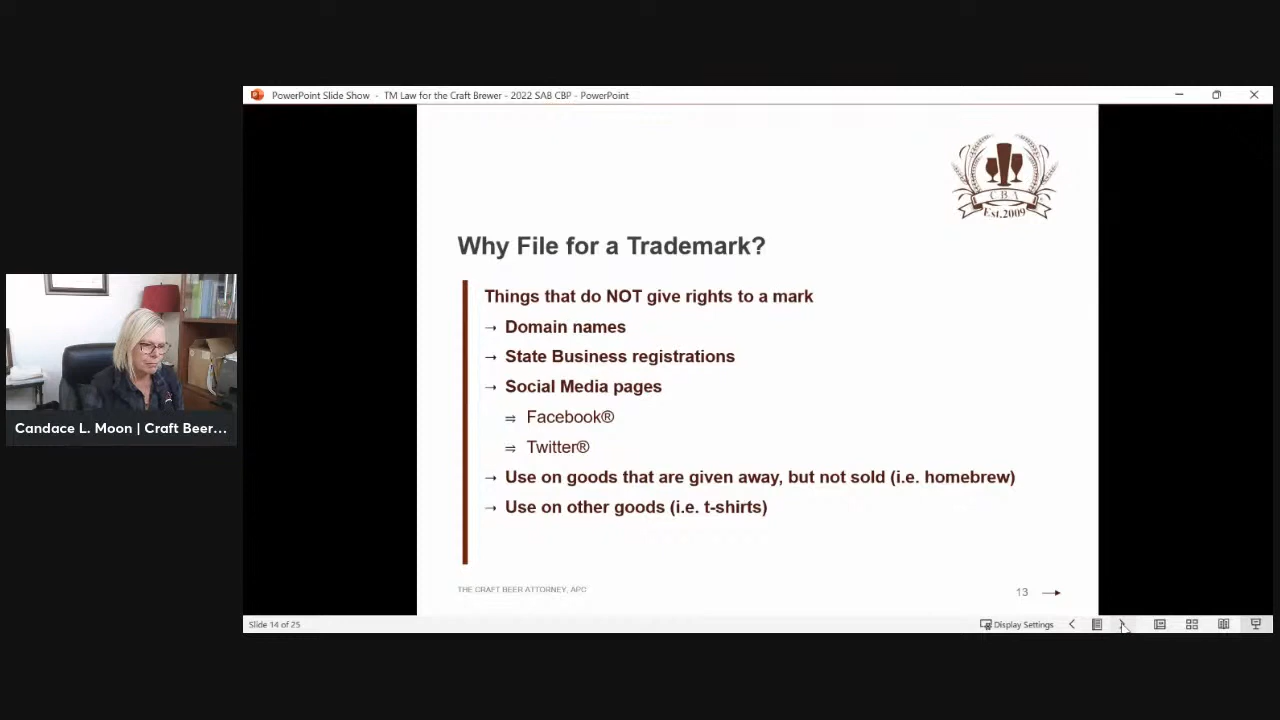 PowerPoint Slide Show - TM Law for the Craft Brewer - 2022 SAB CBP - PowerPoint
C.B.A
Est.2009
Why File for a Trademark?
Things that do NOT give rights to a mark
→ Domain names
→ State Business registrations
→ Social Media pages
⇒ Facebook®
⇒ Twitter®
→ Use on goods that are given away, but not sold (i.e. homebrew)
→ Use on other goods (i.e. t-shirts)
THE CRAFT BEER ATTORNEY, APC
13
Candace L. Moon | Craft Beer...
Slide 14 of 25
Display Settings